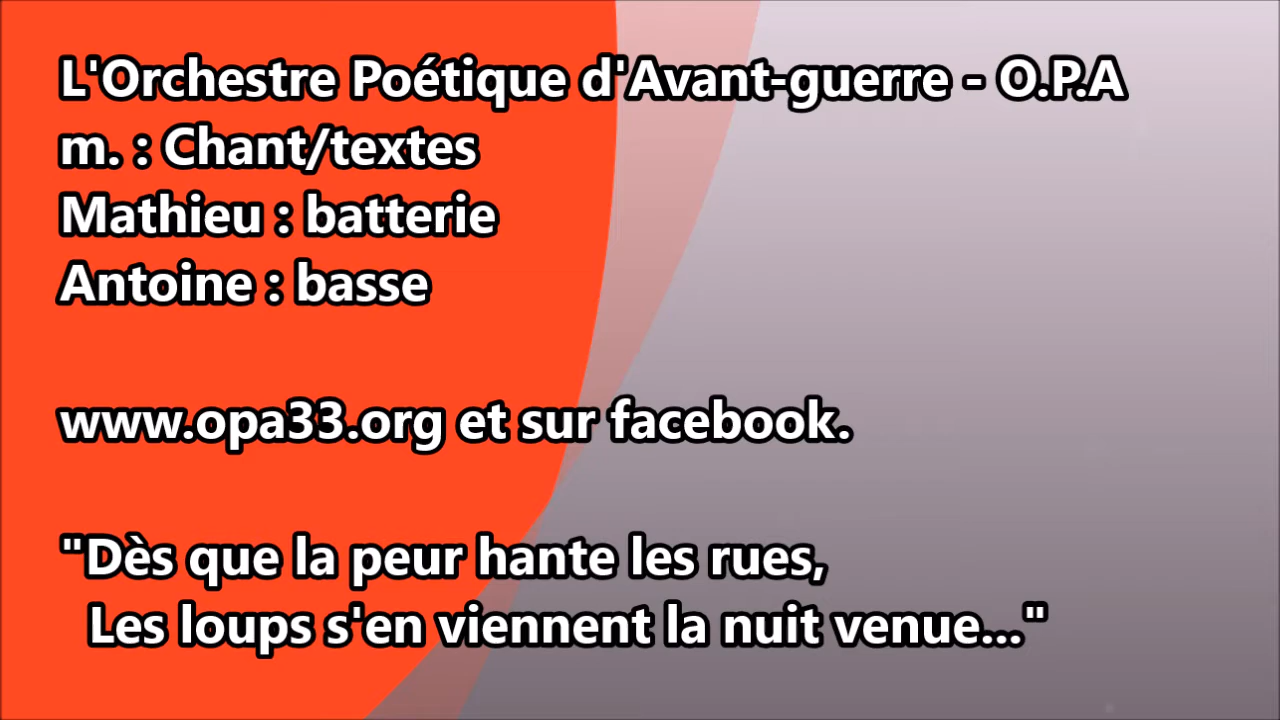 L'Orchestre Poétique d'Avant-guerre - O.P.A
m. : Chant/textes
Mathieu : batterie
Antoine : basse
www.opa33.org et sur facebook.
"Dès que la peur hante les rues,
Les loups s'en viennent la nuit venue..."